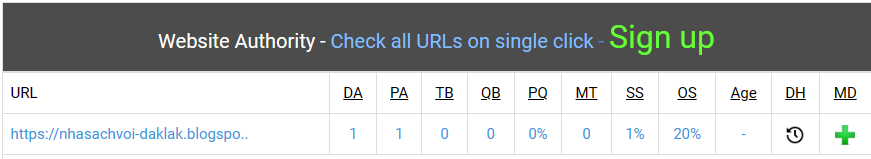 Website Authority - Check all URLs on single click - Sign up
URL DA PA TB QB PQ MT SS OS Age DH MD
https://nhasachvoi-daklak.blogspo.. 1 1 0 0 0% 0 1% 20% -